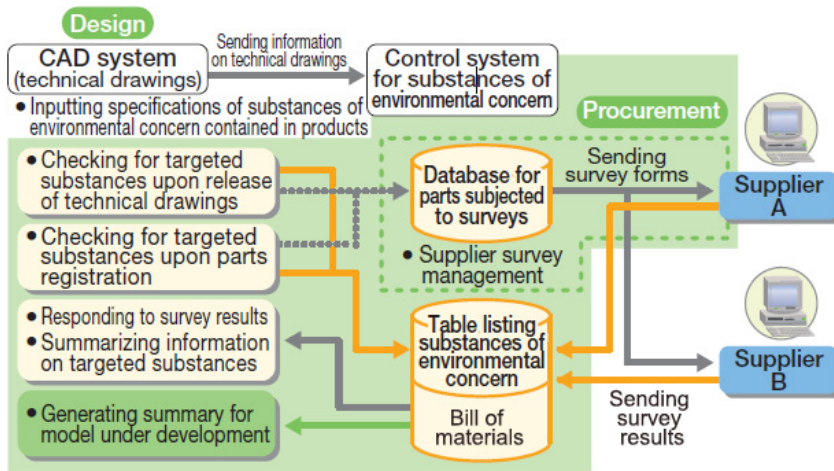 Design
CAD system
(technical drawings)
Sending information
on technical drawings
Control system
for substances of
environmental concern
• Inputting specifications of substances of
environmental concern contained in products
Procurement
• Checking for targeted
substances upon release
of technical drawings
• Checking for targeted
substances upon parts
registration
Database for
parts subjected
to surveys
• Supplier survey
management
Sending
survey forms
Supplier
A
• Responding to survey results
• Summarizing information
on targeted substances
• Generating summary for
model under development
Table listing
substances of
environmental
concern
Bill of
materials
Supplier
B
Sending
survey
results